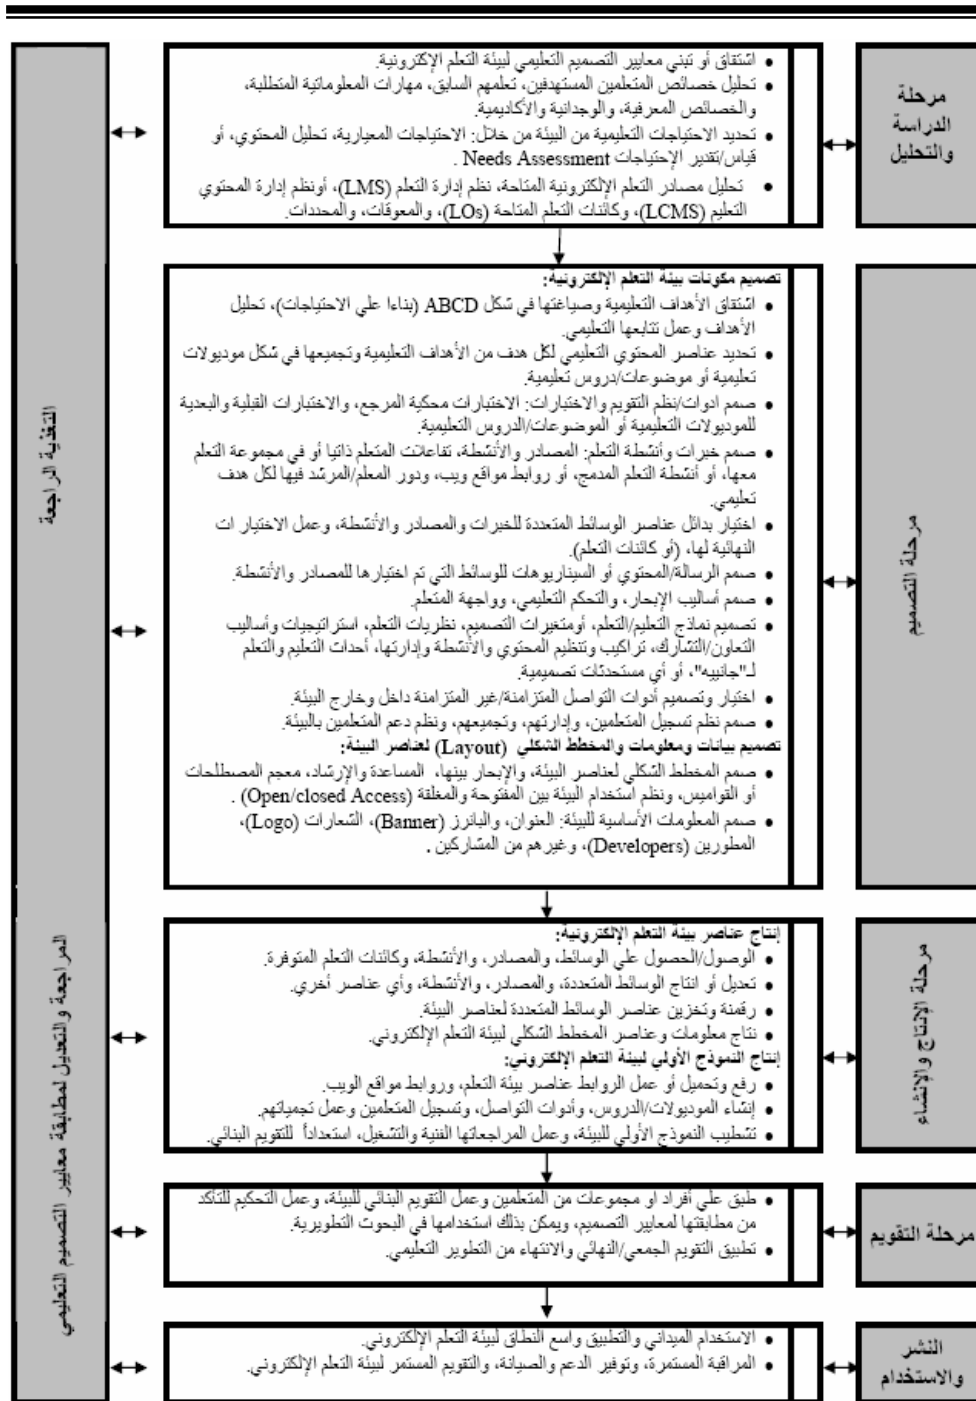 مرحلة
الدراسة
والتحليل
• اشتقاق أو تبني معايير التصميم التعليمي لبيئة التعلم الإلكترونية.
• تحليل خصائص المتعلمين المستهدفين، تعلمهم السابق، مهارات المعلوماتية المتطلبة،
والخصائص المعرفية، والوجدانية والأكاديمية.
• تحديد الاحتياجات التعليمية من البيئة من خلال: الاحتياجات المعيارية، تحليل المحتوي، أو
قياس/تقدير الإحتياجات Needs Assessment .
• تحليل مصادر التعلم الإلكترونية المتاحة، نظم إدارة التعلم (LMS)، أونظم إدارة المحتوي
التعليم (LCMS)، وكائنات التعلم المتاحة (LOs)، والمعوقات، والمحددات.
مرحلة التصميم
تصميم مكونات بيئة التعلم الإلكترونية:
• اشتقاق الأهداف التعليمية وصياغتها في شكل ABCD (بناءا علي الاحتياجات)، تحليل
الأهداف وعمل تتابعها التعليمي.
• تحديد عناصر المحتوي التعليمي لكل هدف من الأهداف التعليمية وتجميعها في شكل موديولات
تعليمية أو موضوعات/دروس تعليمية.
• صمم ادوات/نظم التقويم والاختبارات: الاختبارات محكية المرجع، والاختبارات القبلية والبعدية
للموديولات التعليمية أو الموضوعات/الدروس التعليمية.
• صمم خبرات وأنشطة التعلم: المصادر والأنشطة، تفاعلات المتعلم ذاتيا أو في مجموعة التعلم
معها، أو أنشطة التعلم المدمج، أو روابط مواقع ويب، ودور المعلم/المرشد فيها لكل هدف
تعليمي.
• اختيار بدائل عناصر الوسائط المتعددة للخبرات والمصادر والأنشطة، وعمل الاختيار ات
النهائية لها، (أو كائنات التعلم).
• صمم الرسالة/المحتوي أو السيناريوهات للوسائط التي تم اختيارها للمصادر والأنشطة.
• صمم أساليب الإبحار، والتحكم التعليمي، وواجهة المتعلم.
• تصميم نماذج التعليم/التعلم، أومتغيرات التصميم، نظريات التعلم، استراتيجيات وأساليب
التعاون/التشارك، تراكيب وتنظيم المحتوي والأنشطة وإدارتها، أحداث التعليم والتعلم
لـ"جانييه"، أو أي مستحدثات تصميمية.
• اختيار وتصميم أدوات التواصل المتزامنة/غير المتزامنة داخل وخارج البيئة.
• صمم نظم تسجيل المتعلمين، وإدارتهم، وتجميعهم، ونظم دعم المتعلمين بالبيئة.
تصميم بيانات ومعلومات والمخطط الشكلي (Layout) لعناصر البيئة:
• صمم المخطط الشكلي لعناصر البيئة، والإبحار بينها، المساعدة والإرشاد، معجم المصطلحات
أو القواميس، ونظم استخدام البيئة بين المفتوحة والمغلقة (Open/closed Access) .
• صمم المعلومات الأساسية للبيئة: العنوان، والبانرز (Banner)، الشعارات (Logo)،
المطورين (Developers)، وغيرهم من المشاركين .
مرحلة الإنتاج والإنشاء
إنتاج عناصر بيئة التعلم الإلكترونية:
• الوصول/الحصول علي الوسائط، والمصادر، والأنشطة، وكائنات التعلم المتوفرة.
• تعديل أو انتاج الوسائط المتعددة، والمصادر، والأنشطة، وأي عناصر أخري.
• رقمنة وتخزين عناصر الوسائط المتعددة لعناصر البيئة.
• نتاج معلومات وعناصر المخطط الشكلي لبيئة التعلم الإلكتروني.
إنتاج النموذج الأولي لبيئة التعلم الإلكتروني:
• رفع وتحميل أو عمل الروابط عناصر بيئة التعلم، وروابط مواقع الويب.
• إنشاء الموديولات/الدروس، وأدوات التواصل، وتسجيل المتعلمين وعمل تجمياتهم.
• تشطيب النموذج الأولي للبيئة، وعمل المراجعاتها الفنية والتشغيل، استعداداً للتقويم البنائي.
مرحلة التقويم
• طبق علي أفراد او مجموعات من المتعلمين وعمل التقويم البنائي للبيئة، وعمل التحكيم للتأكد
من مطابقتها لمعايير التصميم، ويمكن بذلك استخدامها في البحوث التطويرية.
• تطبيق التقويم الجمعي/النهائي والانتهاء من التطوير التعليمي.
النشر
والاستخدام
• الاستخدام الميداني والتطبيق واسع النطاق لبيئة التعلم الإلكتروني.
• المراقبة المستمرة، وتوفير الدعم والصيانة، والتقويم المستمر لبيئة التعلم الإلكتروني.
التغذية الراجعة
المراجعة والتعديل لمطابقة معايير التصميم التعليمي